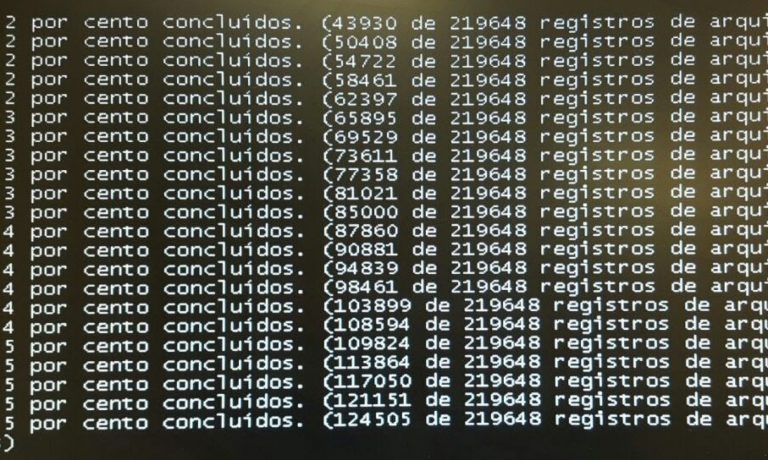 2 por cento concluídos. (43930 de 219648 registros de arqui
2 por cento concluídos. (50408 de 219648 registros de arqui
2 por cento concluídos. (54722 de 219648 registros de arqui
2 por cento concluídos. (58461 de 219648 registros de arqui
2 por cento concluídos. (62397 de 219648 registros de arqui
3 por cento concluídos. (65895 de 219648 registros de arqui
3 por cento concluídos. (69529 de 219648 registros de arqui
3 por cento concluídos. (73611 de 219648 registros de arqui
3 por cento concluídos. (77358 de 219648 registros de arqui
3 por cento concluídos. (81021 de 219648 registros de arqui
3 por cento concluídos. (85000 de 219648 registros de arqui
4 por cento concluídos. (87860 de 219648 registros de arqui
4 por cento concluídos. (90881 de 219648 registros de arqui
4 por cento concluídos. (94839 de 219648 registros de arqui
4 por cento concluídos. (98461 de 219648 registros de arqui
4 por cento concluídos. (103899 de 219648 registros de arqu
4 por cento concluídos. (108594 de 219648 registros de arqu
5 por cento concluídos. (109824 de 219648 registros de arqu
5 por cento concluídos. (113864 de 219648 registros de arqu
5 por cento concluídos. (117050 de 219648 registros de arqu
5 por cento concluídos. (121151 de 219648 registros de arqu
5 por cento concluídos. (124505 de 219648 registros de arqu
)